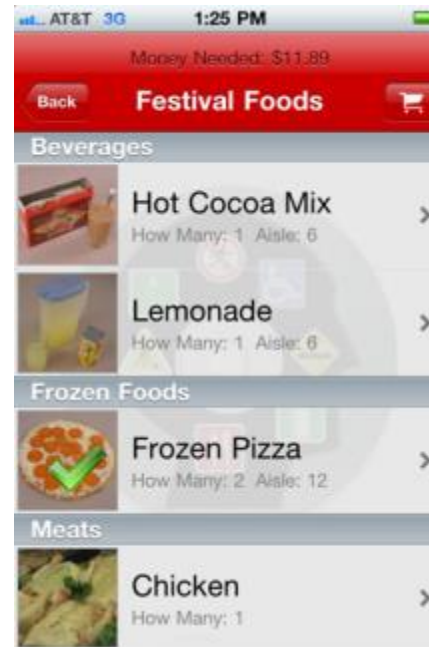 AT&T 3G 1:25 PM
Money Needed: $11.89
Back Festival Foods
Beverages
Hot Cocoa Mix
How Many: 1 Aisle: 6
Lemonade
How Many: 1 Aisle: 6
Frozen Foods
Frozen Pizza
How Many: 2 Aisle: 12
Meats
Chicken
How Many: 1